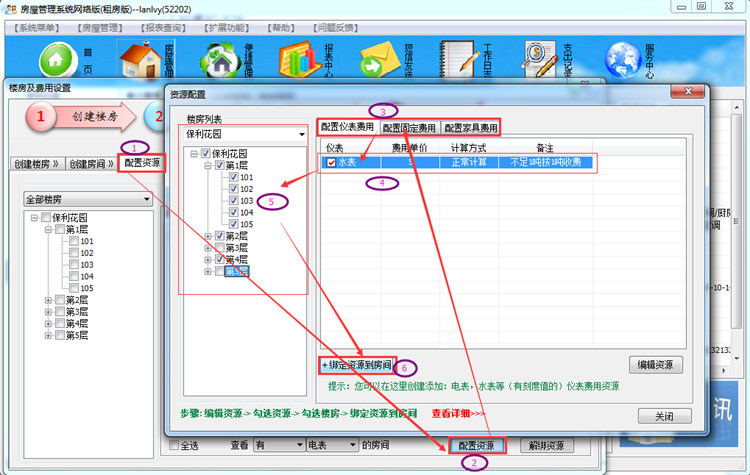 房屋管理系统网络版(租房版)--lanlvy(52202)
【系统菜单】 【房屋管理】 【报表查询】 【扩展功能】 【帮助】 【问题反馈】
首页 房屋管理 便捷管理 报表中心 短信发送 工作日志 支出记录 服务中心
楼房及费用设置
1 创建楼房 2
1
创建楼房 》 创建房间 》 配置资源
全部楼房
保利花园
第1层
101
102
103
104
105
第2层
第3层
第4层
第5层
资源配置
楼房列表
保利花园
保利花园
第1层
101
102
103
104
105
第2层
第3层
第4层
第5层
5
3
配置仪表费用 配置固定费用 配置家具费用
仪表 费用单价 计算方式 备注
水表 正常计算 不足1吨按1吨收费
4
+绑定资源到房间 6 编辑资源
提示：您可以在这里创建添加：电表，水表等（有刻度值的）仪表费用资源
步骤: 编辑资源-> 勾选资源-> 勾选楼房-> 绑定资源到房间 查看详细>>>
关闭
全选 查看 有 电表 的房间 配置资源 解绑资源
2
间/厨房
调
-10-1
32132
讯